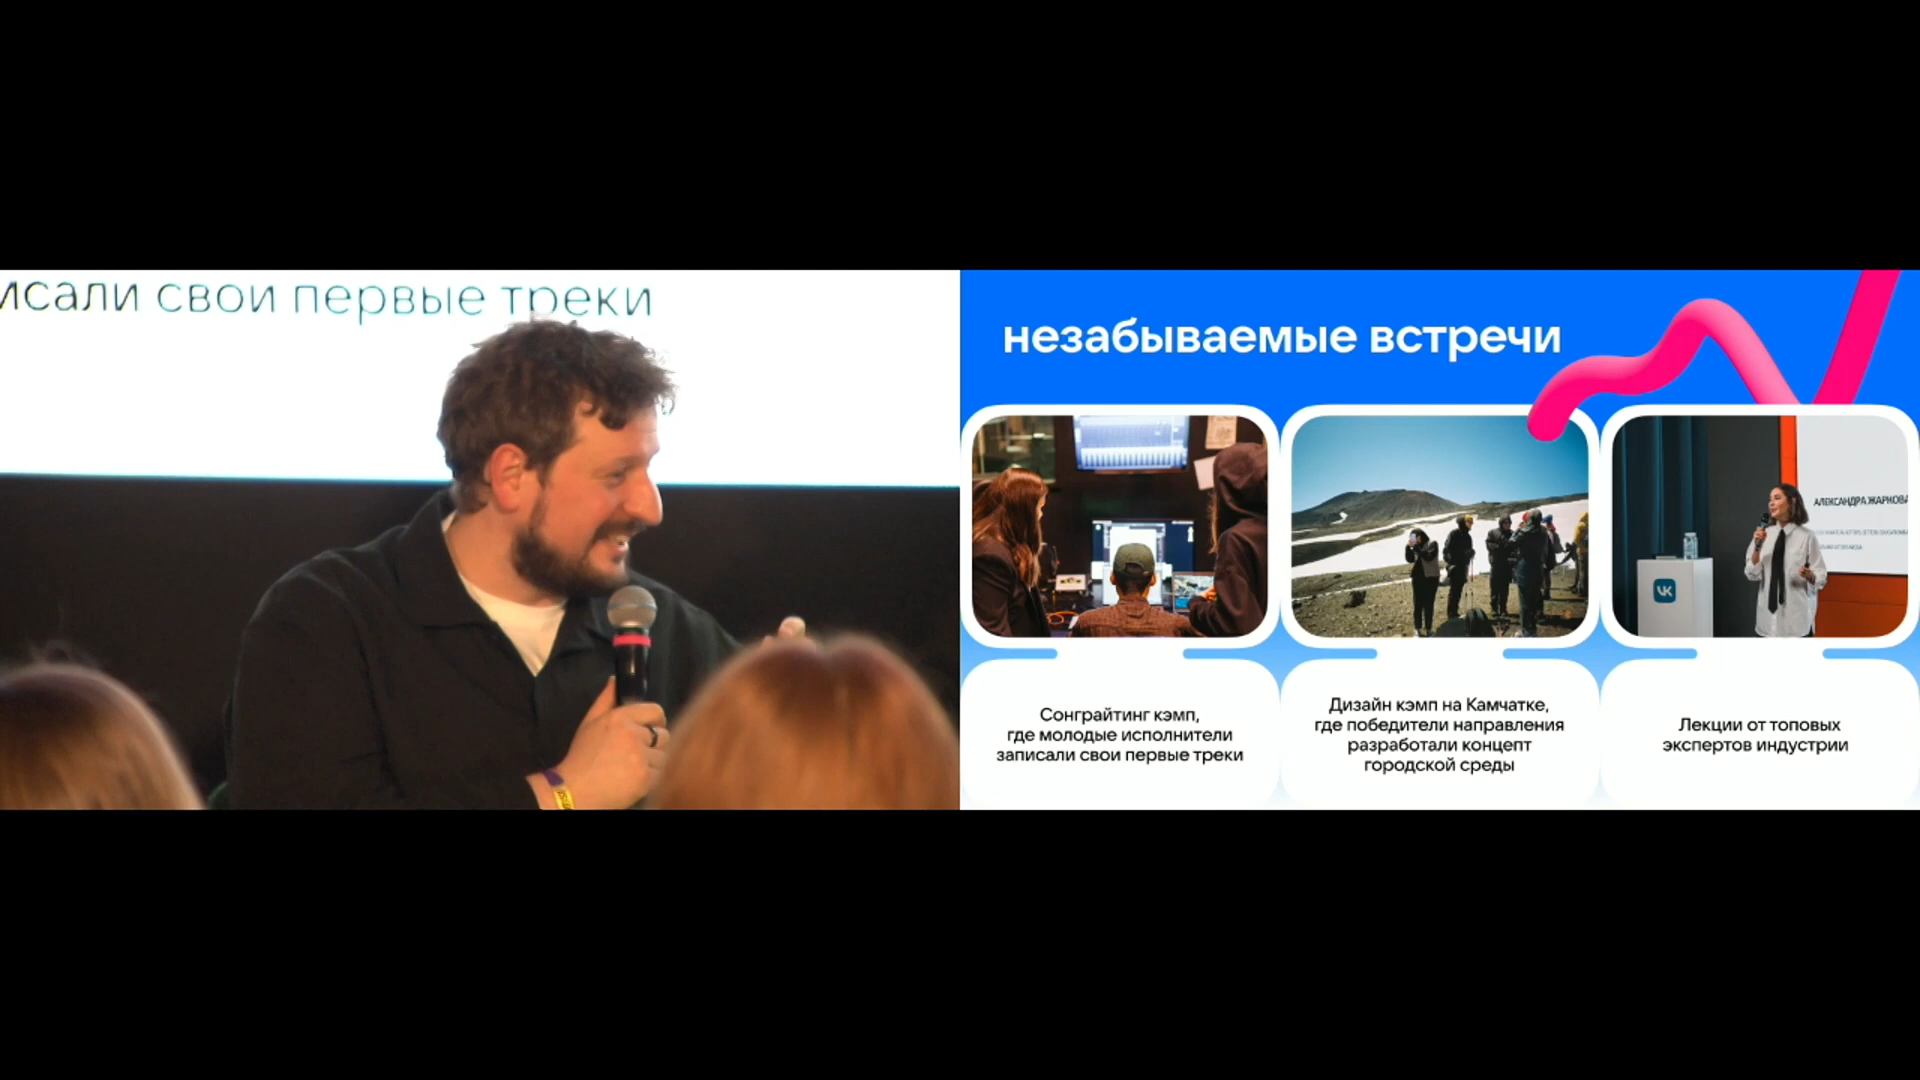 исали свои первые треки
незабываемые встречи
АЛЕКСАНДРА ЖАРКОВА
VK
Сонграйтинг кэмп,
где молодые исполнители
записали свои первые треки
Дизайн кэмп на Камчатке,
где победители направления
разработали концепт
городской среды
Лекции от топовых
экспертов индустрии